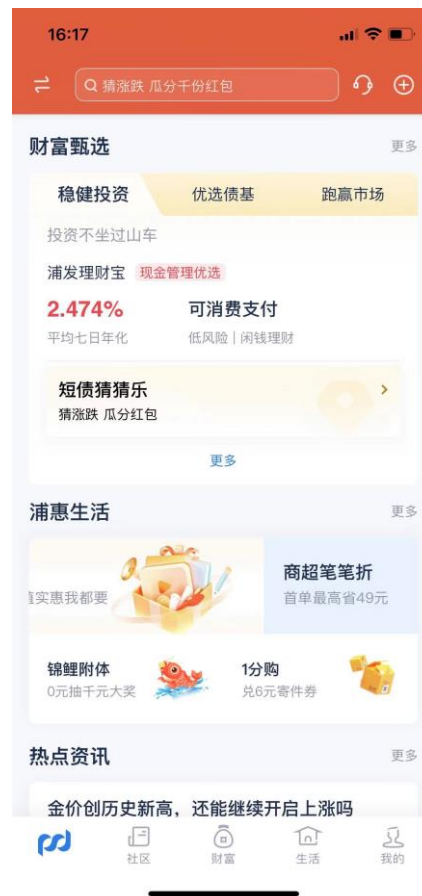 16:17
猜涨跌 瓜分千份红包
财富甄选
更多
稳健投资
优选债基
跑赢市场
投资不坐过山车
浦发理财宝
现金管理优选
2.474%
可消费支付
平均七日年化
低风险 | 闲钱理财
短债猜猜乐
猜涨跌 瓜分红包
更多
浦惠生活
更多
商超笔笔折
实惠我都要
首单最高省49元
锦鲤附体
1分购
0元抽千元大奖
兑6元寄件券
热点资讯
更多
金价创历史新高，还能继续开启上涨吗
社区
财富
生活
我的